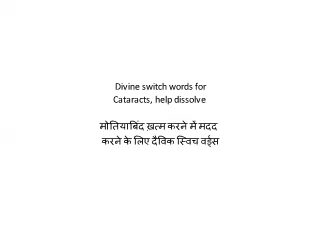 Divine switch words for
Cataracts, help dissolve
मोतियाबिंद ख़त्म करने में मदद
करने के लिए दैविक स्विच वर्ड्स